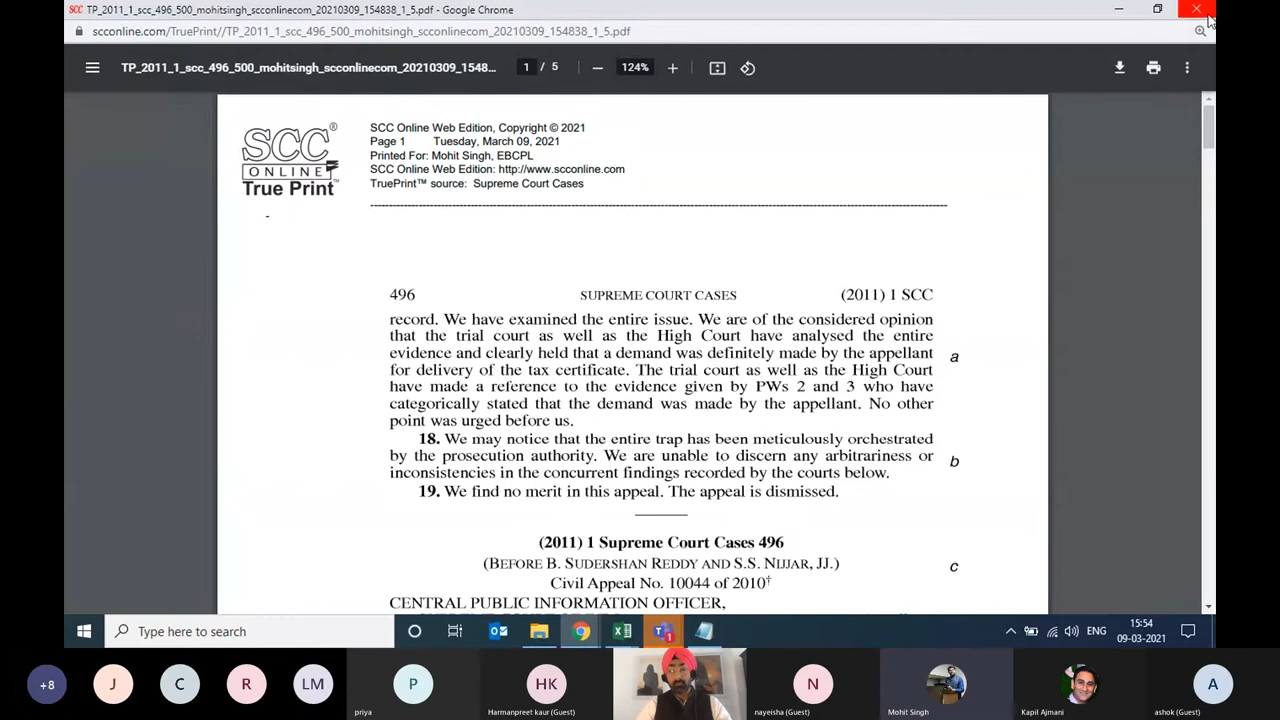 SCC TP_2011_1_scc_496_500_mohitsingh_scconlinecom_20210309_154838_1_5.pdf - Google Chrome
scconline.com/TruePrint//TP_2011_1_scc_496_500_mohitsingh_scconlinecom_20210309_154838_1_5.pdf
TP_2011_1_scc_496_500_mohitsingh_scconlinecom_20210309_1548... 1 / 5 124%
SCC®
ONLINE
True Print™
SCC Online Web Edition, Copyright © 2021
Page 1 Tuesday, March 09, 2021
Printed For: Mohit Singh, EBCPL
SCC Online Web Edition: http://www.scconline.com
TruePrint™ source: Supreme Court Cases
496 SUPREME COURT CASES (2011) 1 SCC
record. We have examined the entire issue. We are of the considered opinion
that the trial court as well as the High Court have analysed the entire
evidence and clearly held that a demand was definitely made by the appellant a
for delivery of the tax certificate. The trial court as well as the High Court
have made a reference to the evidence given by PWs 2 and 3 who have
categorically stated that the demand was made by the appellant. No other
point was urged before us.
18. We may notice that the entire trap has been meticulously orchestrated
by the prosecution authority. We are unable to discern any arbitrariness or b
inconsistencies in the concurrent findings recorded by the courts below.
19. We find no merit in this appeal. The appeal is dismissed.
(2011) 1 Supreme Court Cases 496
(BEFORE B. SUDERSHAN REDDY AND S.S. NIJJAR, JJ.) c
Civil Appeal No. 10044 of 2010†
CENTRAL PUBLIC INFORMATION OFFICER,
Type here to search
1
ENG
15:54
09-03-2021
+8 J C R LM P HK N A
priya Harmanpreet kaur (Guest) nayeisha (Guest) Mohit Singh Kapil Ajmani ashok (Guest)